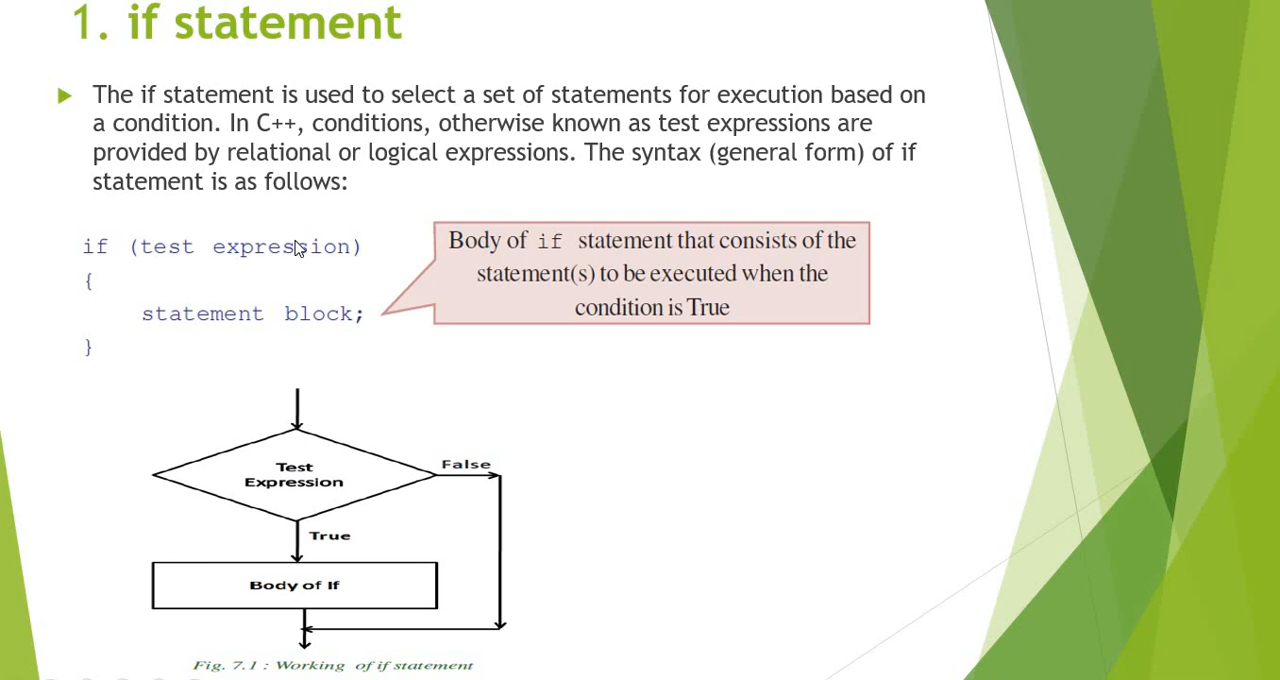 1. if statement
The if statement is used to select a set of statements for execution based on
a condition. In C++, conditions, otherwise known as test expressions are
provided by relational or logical expressions. The syntax (general form) of if
statement is as follows:
if (test expression)
{
statement block;
}
Body of if statement that consists of the
statement(s) to be executed when the
condition is True
Test
Expression
False
True
Body of If
Fig. 7.1 : Working of if statement